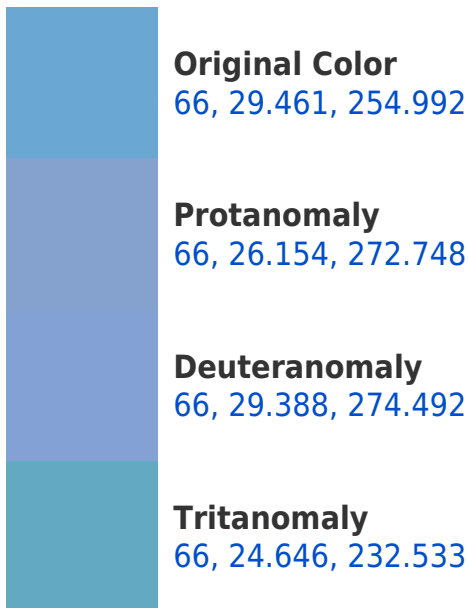 Original Color
66, 29.461, 254.992
Protanomaly
66, 26.154, 272.748
Deuteranomaly
66, 29.388, 274.492
Tritanomaly
66, 24.646, 232.533